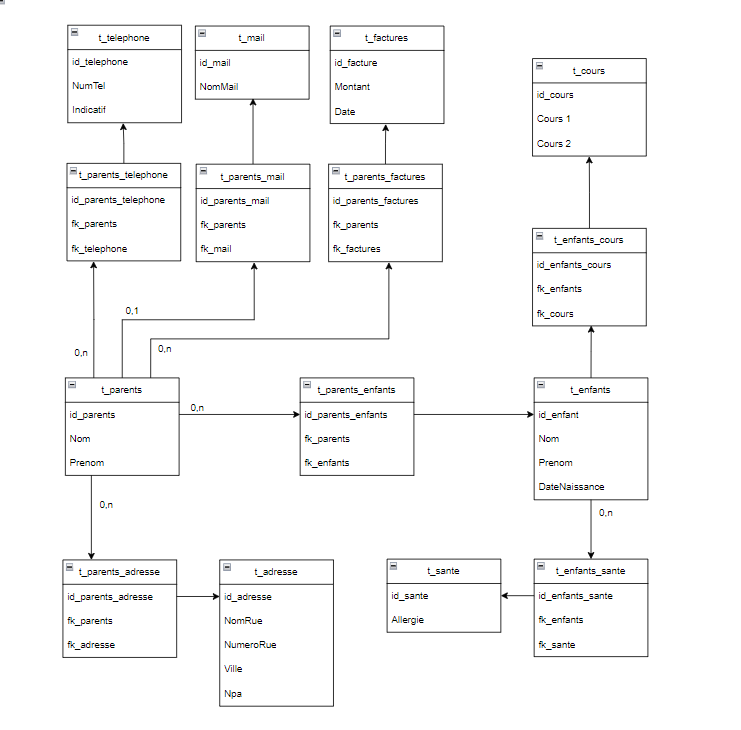 t_telephone
id_telephone
NumTel
Indicatif
t_mail
id_mail
NomMail
t_factures
id_facture
Montant
Date
t_cours
id_cours
Cours 1
Cours 2
t_parents_telephone
id_parents_telephone
fk_parents
fk_telephone
t_parents_mail
id_parents_mail
fk_parents
fk_mail
t_parents_factures
id_parents_factures
fk_parents
fk_factures
t_enfants_cours
id_enfants_cours
fk_enfants
fk_cours
0,1
0,n
0,n
t_parents
id_parents
Nom
Prenom
0,n
t_parents_enfants
id_parents_enfants
fk_parents
fk_enfants
t_enfants
id_enfant
Nom
Prenom
DateNaissance
0,n
0,n
t_parents_adresse
id_parents_adresse
fk_parents
fk_adresse
t_adresse
id_adresse
NomRue
NumeroRue
Ville
Npa
t_sante
id_sante
Allergie
t_enfants_sante
id_enfants_sante
fk_enfants
fk_sante